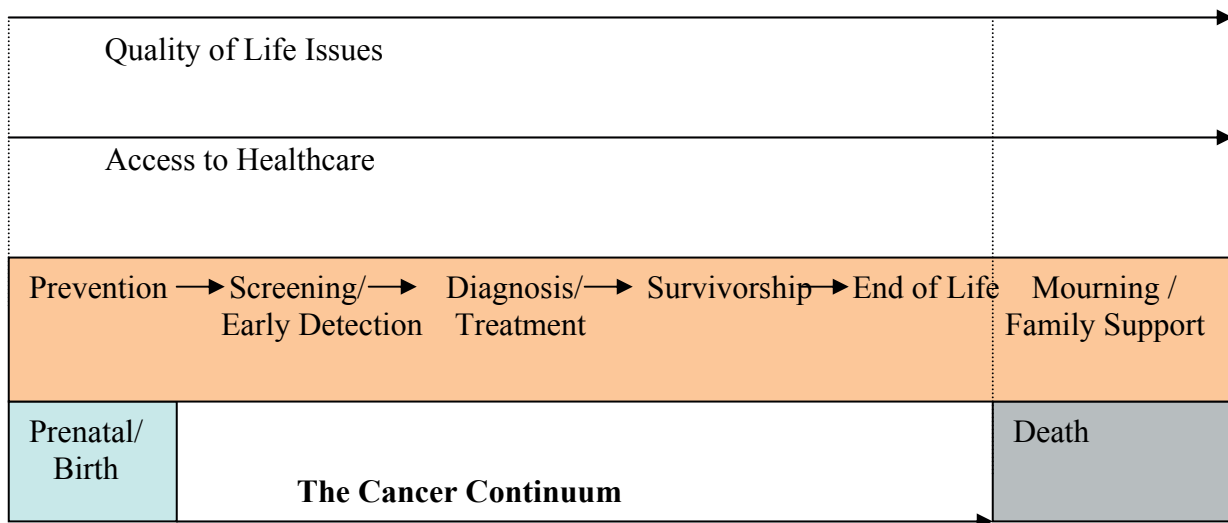 Quality of Life Issues
Access to Healthcare
Prevention
Screening/
Early Detection
Diagnosis/
Treatment
Survivorship
End of Life
Mourning /
Family Support
Prenatal/
Birth
Death
The Cancer Continuum